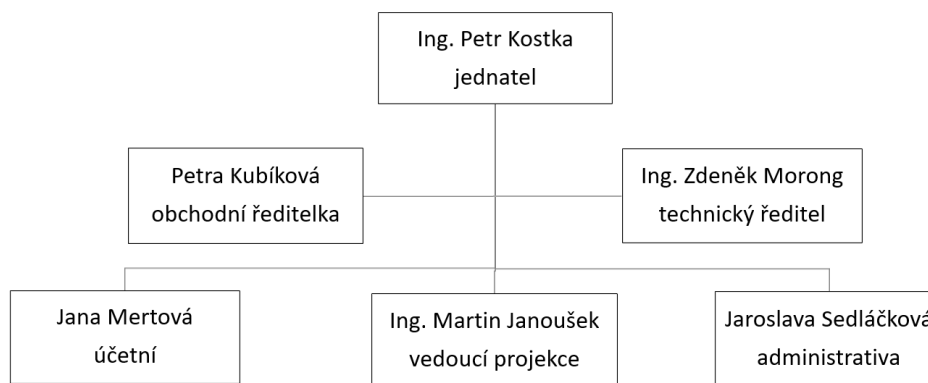 Ing. Petr Kostka
jednatel
Petra Kubíková
obchodní ředitelka
Ing. Zdeněk Morong
technický ředitel
Jana Mertová
účetní
Ing. Martin Janoušek
vedoucí projekce
Jaroslava Sedláčková
administrativa